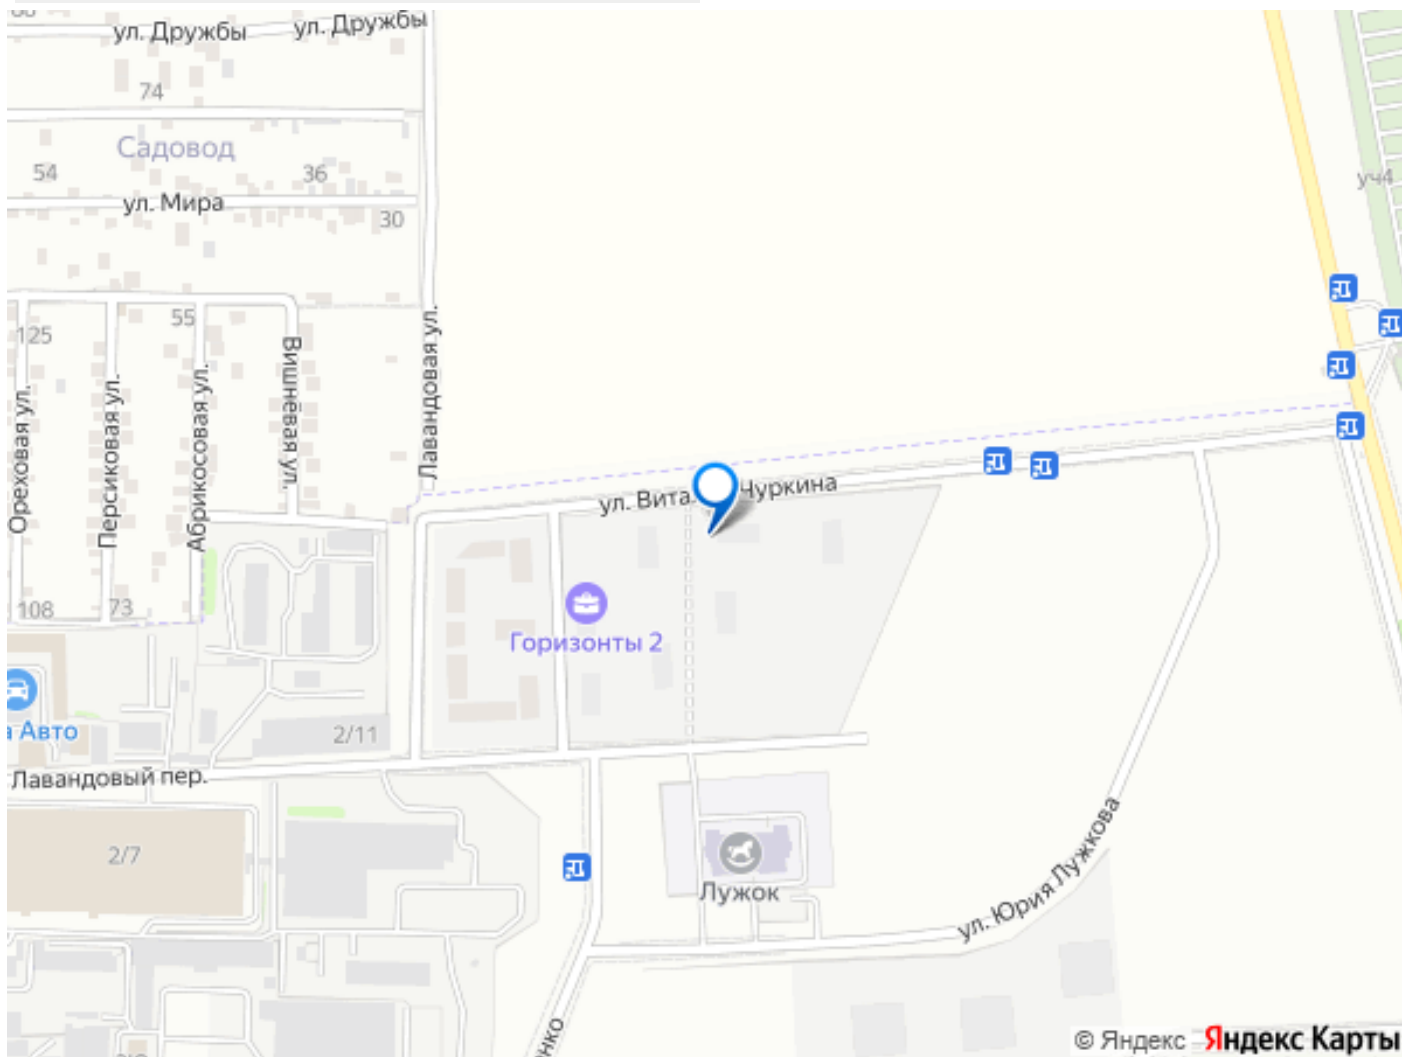 ул. Дружбы
ул. Дружбы
74
Садовод
54
36
ул. Мира
30
уч4
55
125
Ореховая ул.
Персиковая ул.
Абрикосовая ул.
Вишнёвая ул.
Лавандовая ул.
ул. Вита
Чуркина
108
73
Горизонты 2
Авто
2/11
Лавандовый пер.
2/7
Лужок
ул. Юрия Лужкова
нко
© Яндекс Яндекс Карты